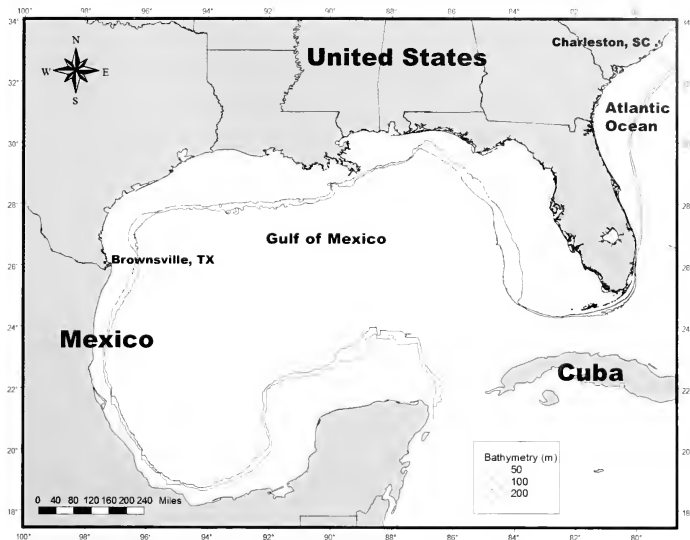 100' 98' 96' 94' 92' 90' 88' 86' 84' 82' 80'
34'
N
United States
Charleston, SC
32'
W E
S
Atlantic
Ocean
30'
28'
Gulf of Mexico
Brownsville, TX
26'
24'
Mexico
Cuba
22'
20'
Bathymetry (m)
50
100
200
0 40 80 120 160 200 240 Miles
18'
100' 98' 96' 94' 92' 90' 88' 86' 84' 82' 80'